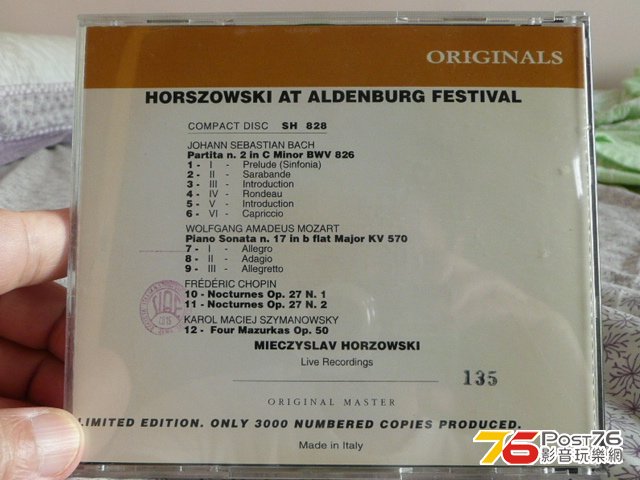 ORIGINALS
HORSZOWSKI AT ALDENBURG FESTIVAL
COMPACT DISC SH 828
JOHANN SEBASTIAN BACH
Partita n. 2 in C Minor BWV 826
1 - I - Prelude (Sinfonia)
2 - II - Sarabande
3 - III - Introduction
4 - IV - Rondeau
5 - V - Introduction
6 - VI - Capriccio
WOLFGANG AMADEUS MOZART
Piano Sonata n. 17 in b flat Major KV 570
7 - I - Allegro
8 - II - Adagio
9 - III - Allegretto
FRÉDÉRIC CHOPIN
10 - Nocturnes Op. 27 N. 1
11 - Nocturnes Op. 27 N. 2
KAROL MACIEJ SZYMANOWSKY
12 - Four Mazurkas Op. 50
MIECZYSLAV HORZOWSKI
Live Recordings
135
ORIGINAL MASTER
LIMITED EDITION. ONLY 3000 NUMBERED COPIES PRODUCED.
Made in Italy
76 Post76
影音玩樂網